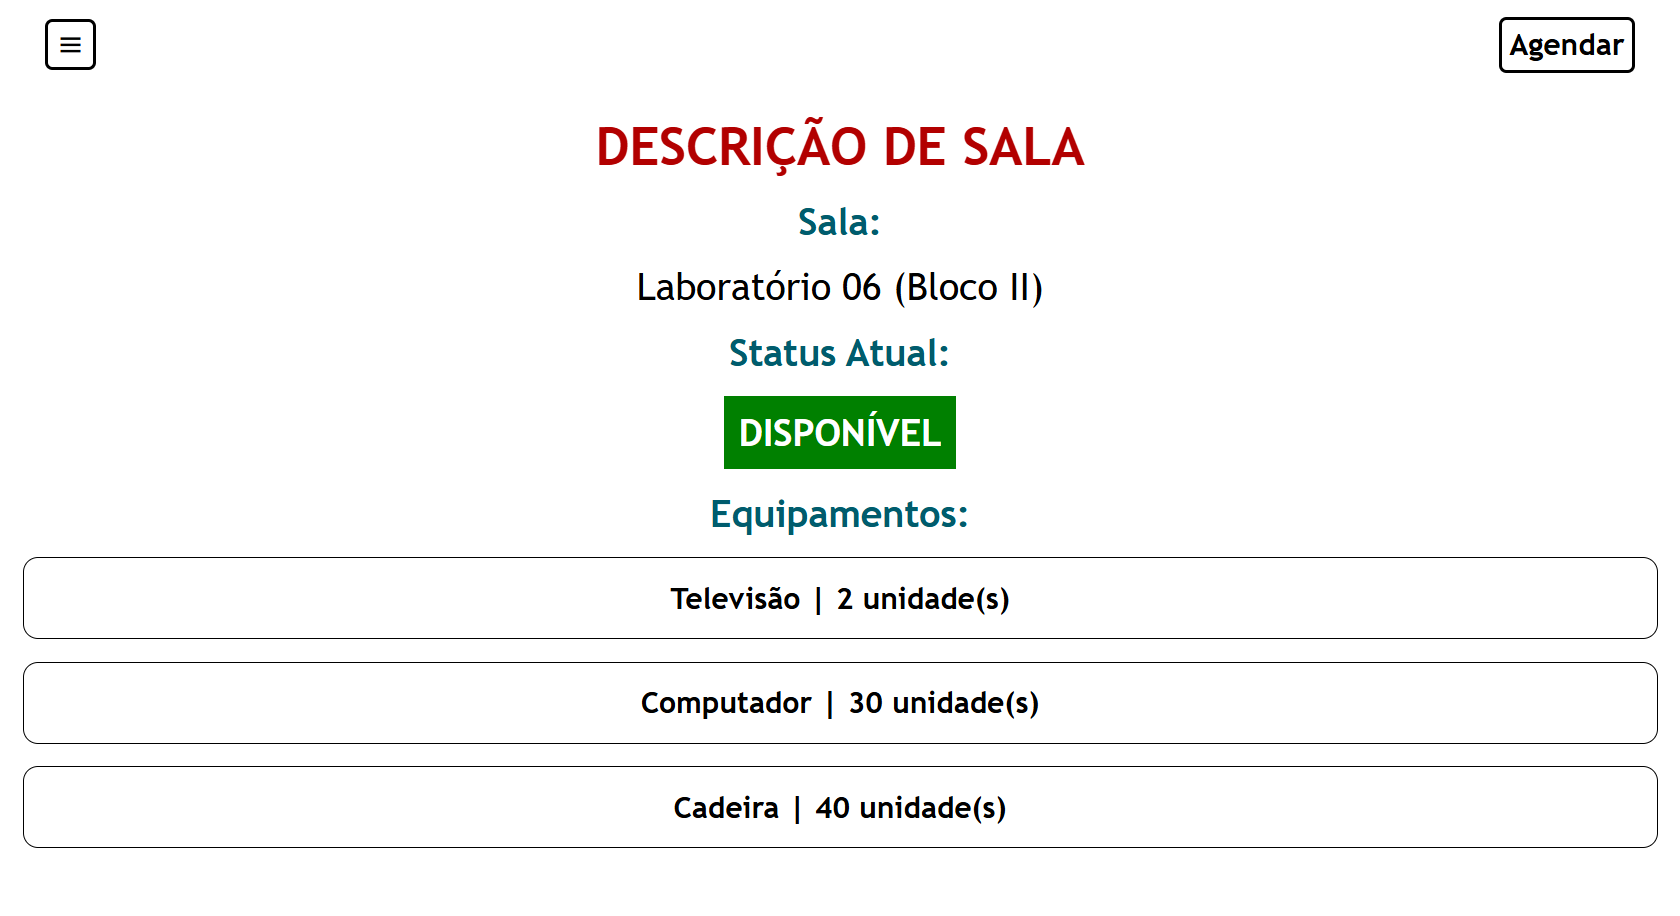 Agendar
DESCRIÇÃO DE SALA
Sala:
Laboratório 06 (Bloco II)
Status Atual:
DISPONÍVEL
Equipamentos:
Televisão | 2 unidade(s)
Computador | 30 unidade(s)
Cadeira | 40 unidade(s)